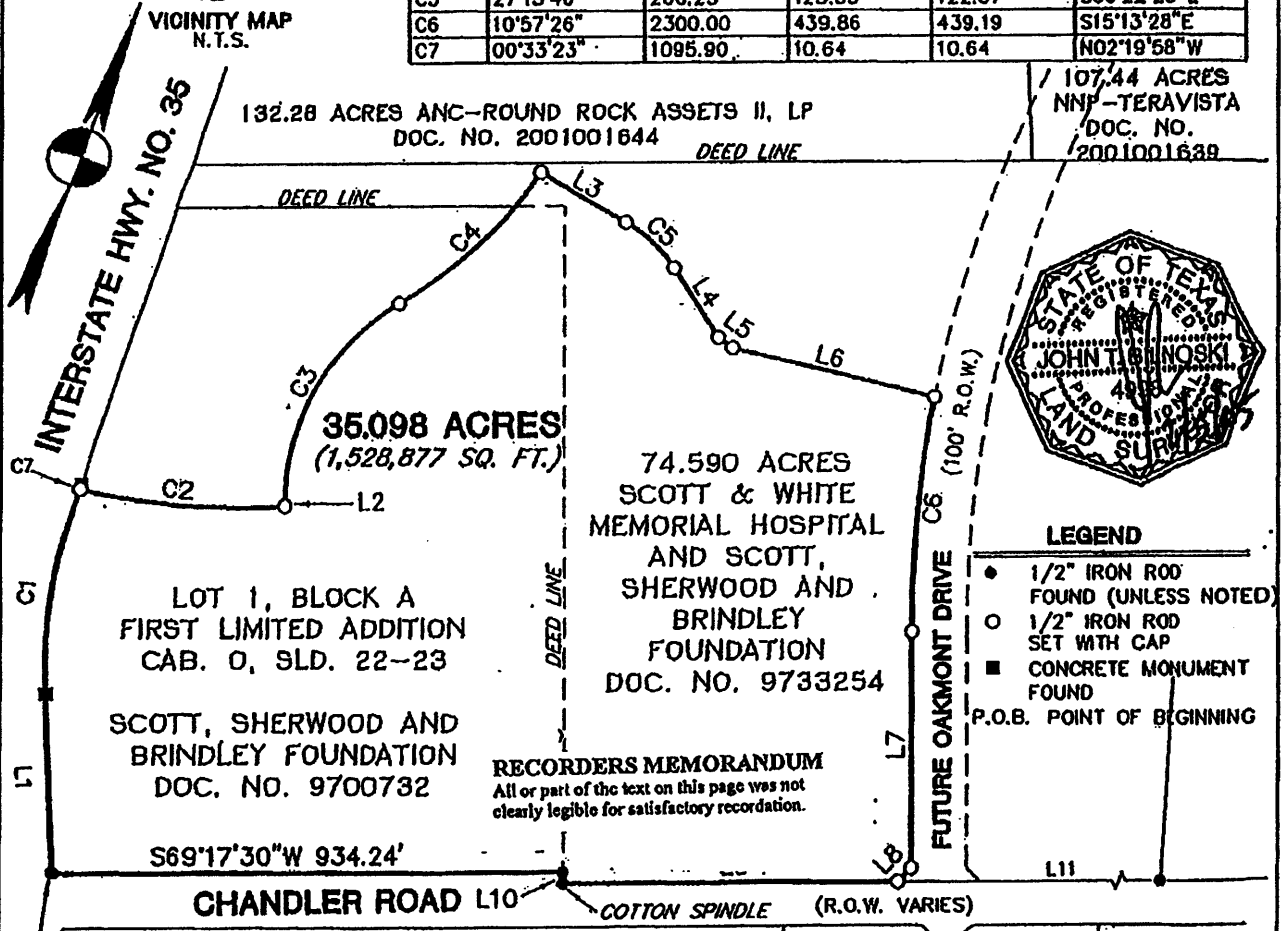 VICINITY MAP
N.T.S.
C6 10°57'26" 2300.00 439.86 439.19 S15°13'28"E
C7 00°33'23" 1095.90 10.64 10.64 N02°19'58"W
132.28 ACRES ANC-ROUND ROCK ASSETS II, LP
DOC. NO. 2001001644
107.44 ACRES
NNP-TERAVISTA
DOC. NO.
2001001639
DEED LINE
DEED LINE
INTERSTATE HWY. NO. 35
L3
C4
C5
L4
L5
L6
C3
35.098 ACRES
(1,528,877 SQ. FT.)
C7
C2
L2
C1
L1
74.590 ACRES
SCOTT & WHITE
MEMORIAL HOSPITAL
AND SCOTT,
SHERWOOD AND
BRINDLEY
FOUNDATION
DOC. NO. 9733254
LOT 1, BLOCK A
FIRST LIMITED ADDITION
CAB. O, SLD. 22-23
SCOTT, SHERWOOD AND
BRINDLEY FOUNDATION
DOC. NO. 9700732
DEED LINE
C6
(100' R.O.W.)
FUTURE OAKMONT DRIVE
L7
L8
STATE OF TEXAS
REGISTERED
PROFESSIONAL
LAND
LEGEND
1/2" IRON ROD
FOUND (UNLESS NOTED)
1/2" IRON ROD
SET WITH CAP
CONCRETE MONUMENT
FOUND
P.O.B. POINT OF BEGINNING
RECORDERS MEMORANDUM
All or part of the text on this page was not
clearly legible for satisfactory recordation.
S69°17'30"W 934.24'
L11
CHANDLER ROAD
L10
COTTON SPINDLE
(R.O.W. VARIES)